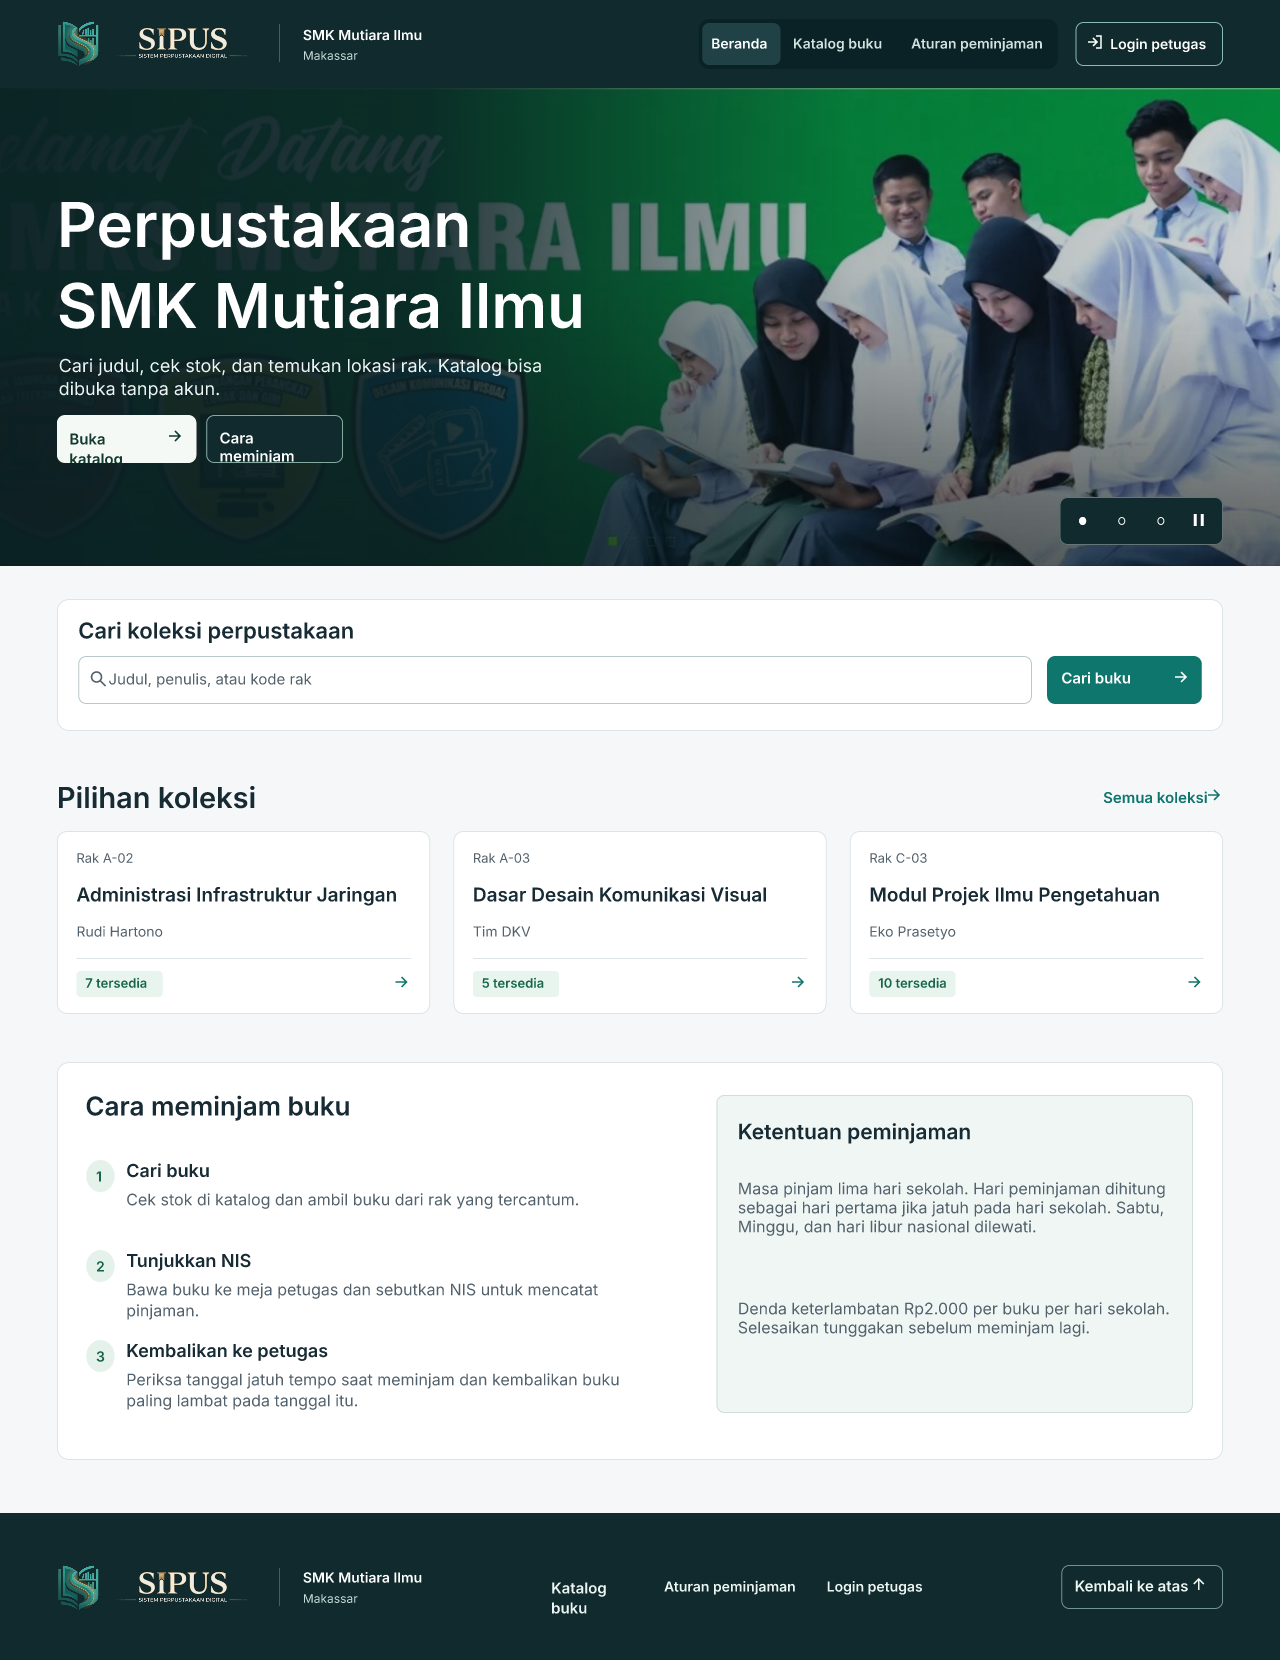 SiPUS
SISTEM PERPUSTAKAAN DIGITAL
SMK Mutiara Ilmu
Makassar
Beranda
Katalog buku
Aturan peminjaman
Login petugas
elamat Datang
MUTIARA ILMU
Perpustakaan
SMK Mutiara Ilmu
Cari judul, cek stok, dan temukan lokasi rak. Katalog bisa
dibuka tanpa akun.
DESAIN KOMUNIKASI VISUAL
Buka
katalog
Cara
meminjam
Cari koleksi perpustakaan
Judul, penulis, atau kode rak
Cari buku
Pilihan koleksi
Semua koleksi
Rak A-02
Administrasi Infrastruktur Jaringan
Rudi Hartono
7 tersedia
Rak A-03
Dasar Desain Komunikasi Visual
Tim DKV
5 tersedia
Rak C-03
Modul Projek Ilmu Pengetahuan
Eko Prasetyo
10 tersedia
Cara meminjam buku
1
Cari buku
Cek stok di katalog dan ambil buku dari rak yang tercantum.
2
Tunjukkan NIS
Bawa buku ke meja petugas dan sebutkan NIS untuk mencatat
pinjaman.
3
Kembalikan ke petugas
Periksa tanggal jatuh tempo saat meminjam dan kembalikan buku
paling lambat pada tanggal itu.
Ketentuan peminjaman
Masa pinjam lima hari sekolah. Hari peminjaman dihitung
sebagai hari pertama jika jatuh pada hari sekolah. Sabtu,
Minggu, dan hari libur nasional dilewati.
Denda keterlambatan Rp2.000 per buku per hari sekolah.
Selesaikan tunggakan sebelum meminjam lagi.
SiPUS
SISTEM PERPUSTAKAAN DIGITAL
SMK Mutiara Ilmu
Makassar
Katalog
buku
Aturan peminjaman
Login petugas
Kembali ke atas